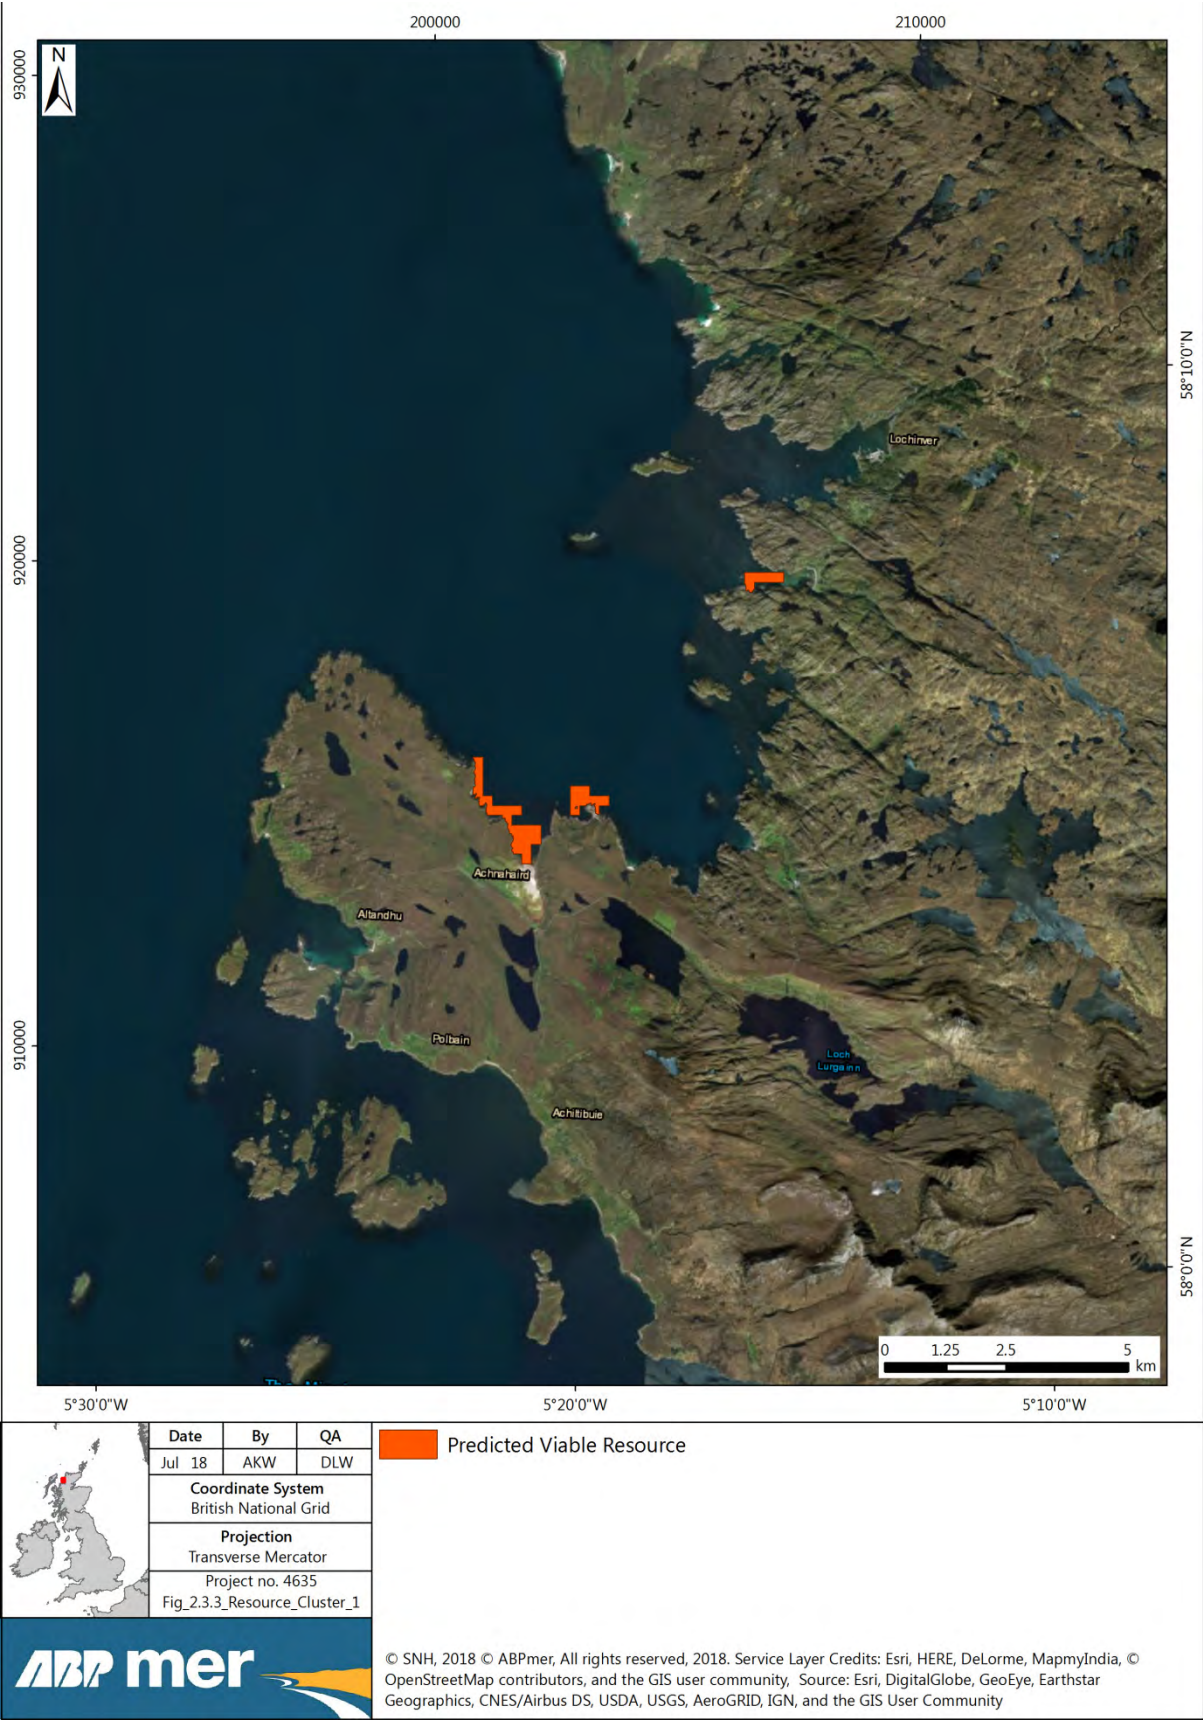 200000
210000
930000
N
58°10'0"N
Lochinver
920000
Achnahaird
Altandhu
910000
Polbain
Loch
Lurgainn
Achiltibuie
58°0'0"N
0 1.25 2.5 5
km
5°30'0"W
5°20'0"W
5°10'0"W
Date By QA
Jul 18 AKW DLW
Coordinate System
British National Grid
Projection
Transverse Mercator
Project no. 4635
Fig_2.3.3_Resource_Cluster_1
Predicted Viable Resource
ABP mer
© SNH, 2018 © ABPmer, All rights reserved, 2018. Service Layer Credits: Esri, HERE, DeLorme, MapmyIndia, ©
OpenStreetMap contributors, and the GIS user community, Source: Esri, DigitalGlobe, GeoEye, Earthstar
Geographics, CNES/Airbus DS, USDA, USGS, AeroGRID, IGN, and the GIS User Community